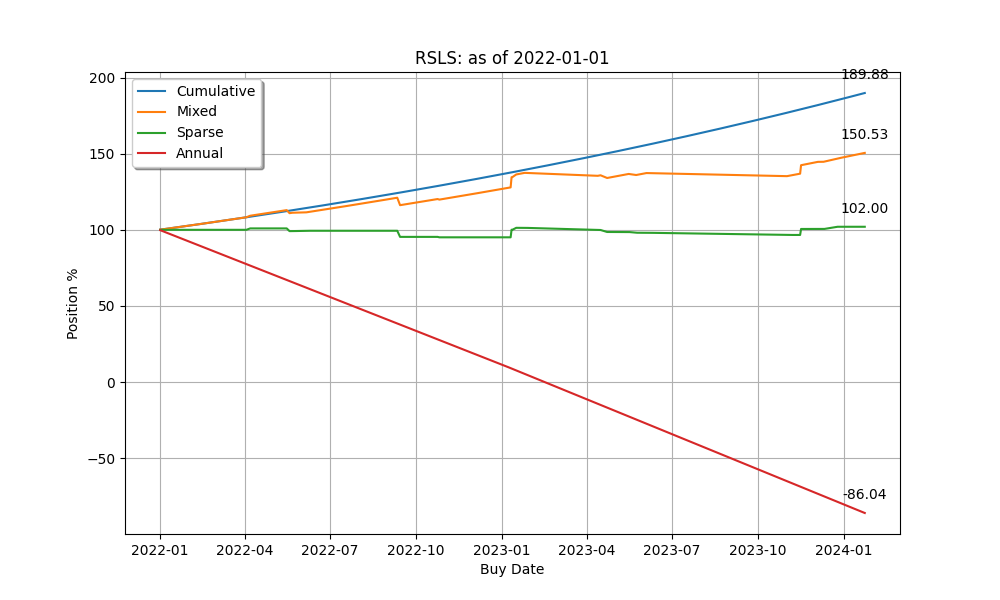 RSLS: as of 2022-01-01
Cumulative
Mixed
Sparse
Annual
189.88
150.53
102.00
-86.04
200
150
100
50
0
−50
Position %
2022-01
2022-04
2022-07
2022-10
2023-01
2023-04
2023-07
2023-10
2024-01
Buy Date